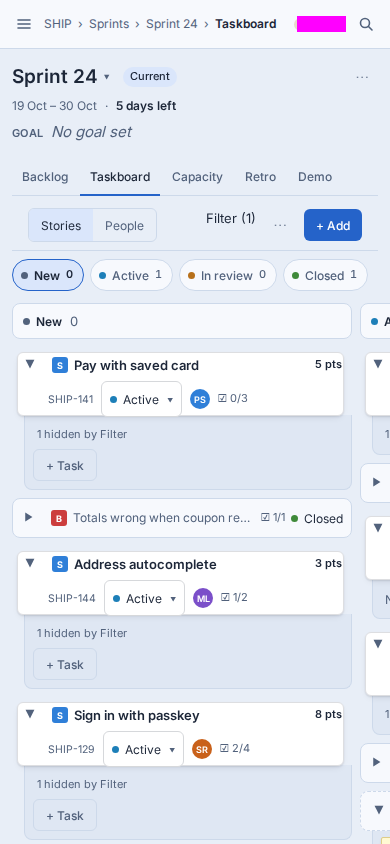 SHIP › Sprints › Sprint 24 › Taskboard
Sprint 24 ▾ Current ...
19 Oct – 30 Oct · 5 days left
GOAL No goal set
Backlog Taskboard Capacity Retro Demo
Stories People Filter (1) ... + Add
New 0 Active 1 In review 0 Closed 1
New 0 A
▼ S Pay with saved card 5 pts
SHIP-141 Active ▾ PS ☑ 0/3
1 hidden by Filter
+ Task
▶ B Totals wrong when coupon re... ☑ 1/1 Closed
▼ S Address autocomplete 3 pts
SHIP-144 Active ▾ ML ☑ 1/2
1 hidden by Filter
+ Task
▼ S Sign in with passkey 8 pts
SHIP-129 Active ▾ SR ☑ 2/4
1 hidden by Filter
+ Task